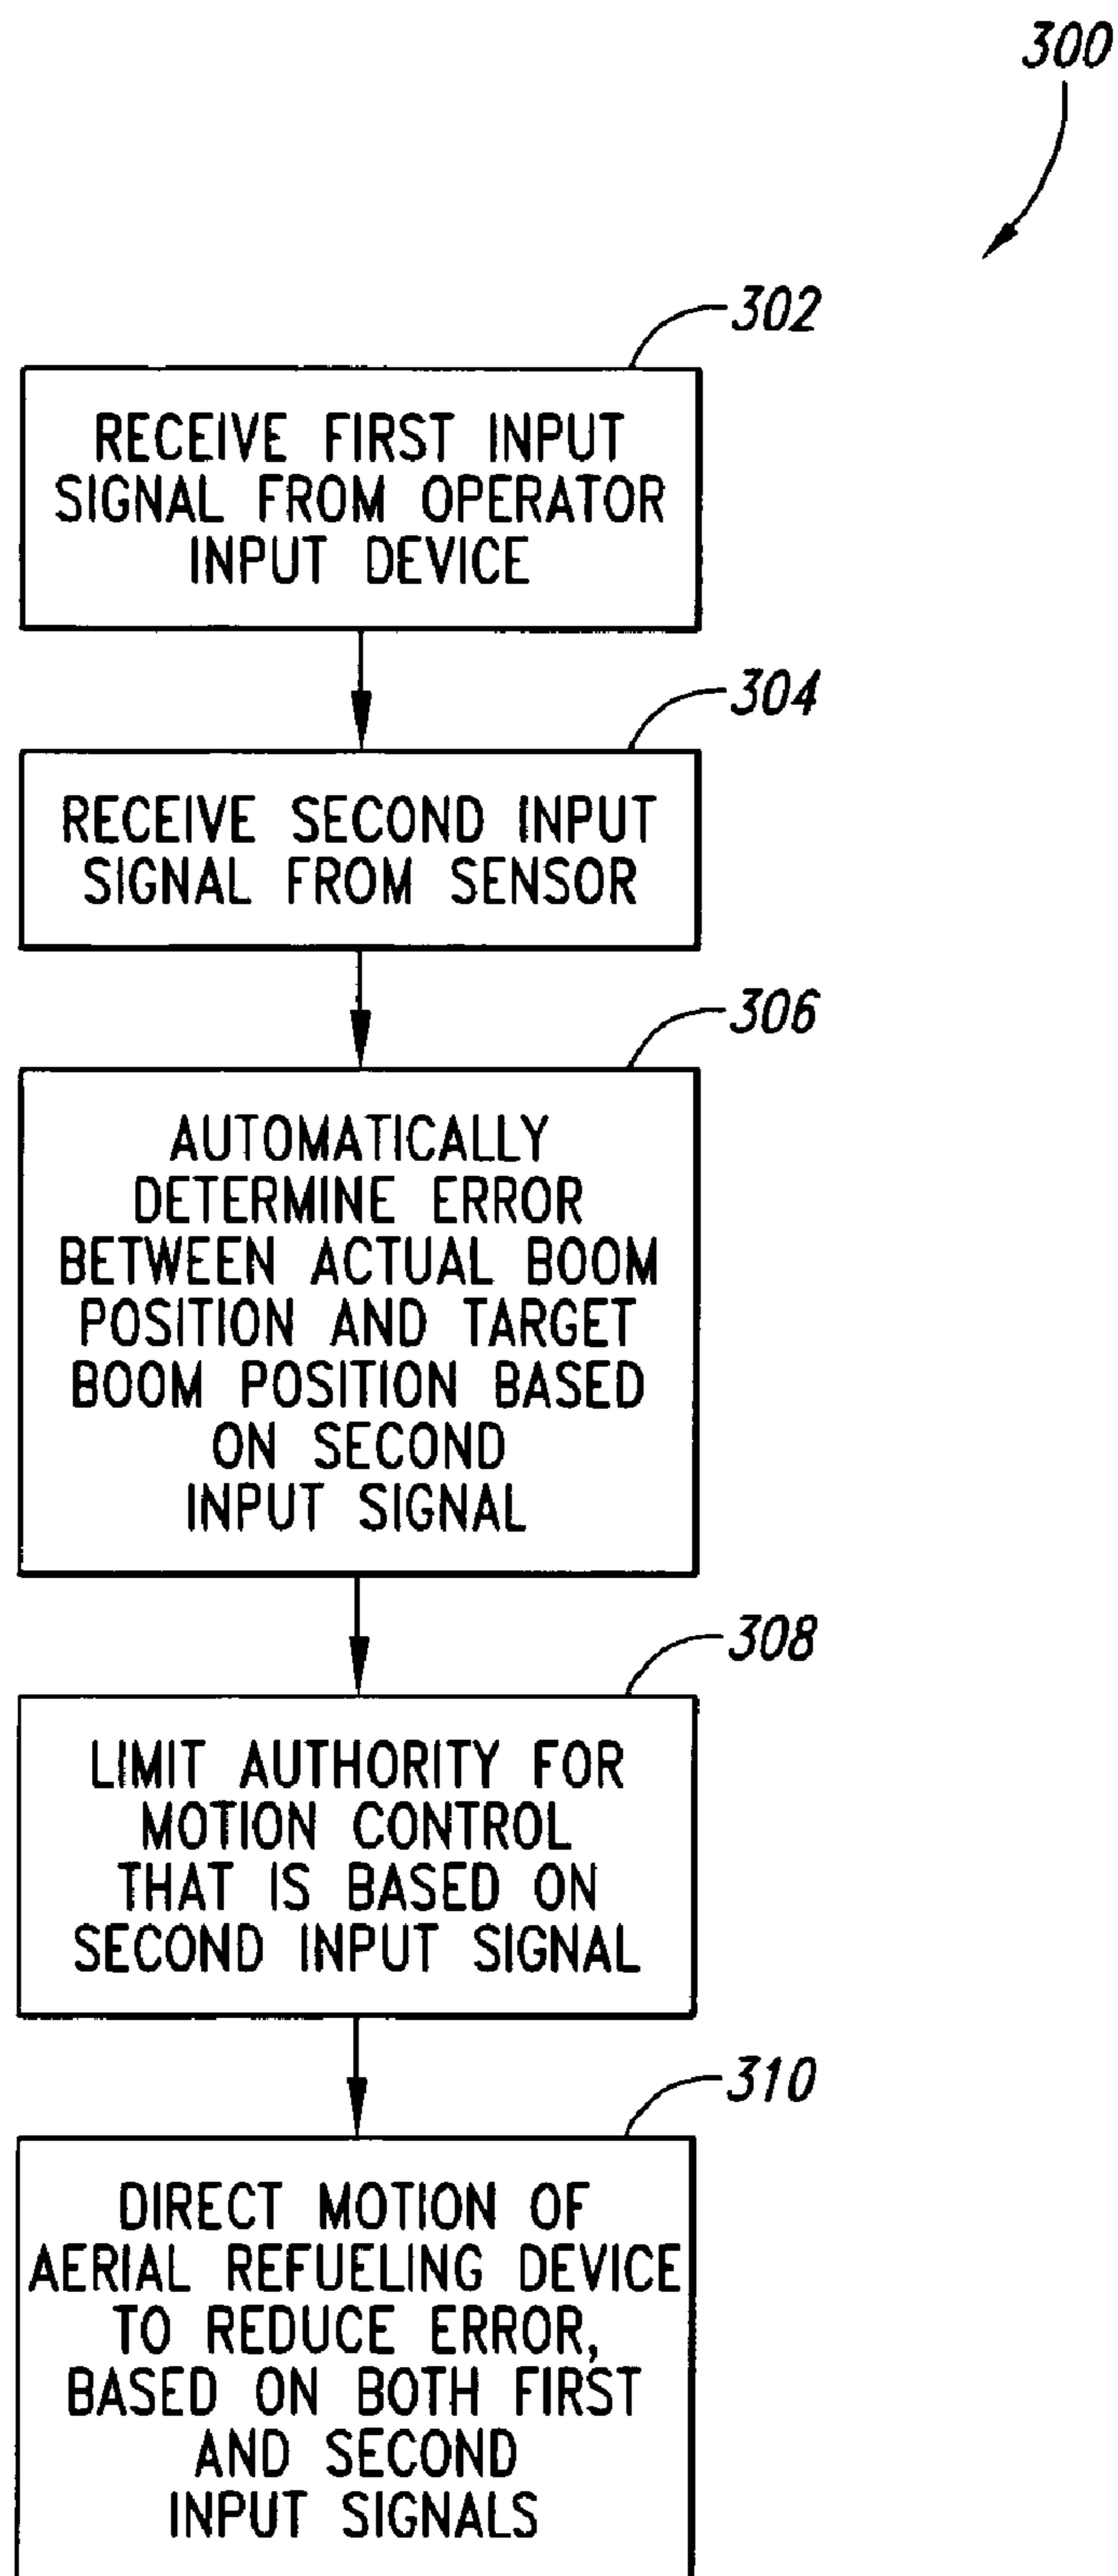 300
302
RECEIVE FIRST INPUT
SIGNAL FROM OPERATOR
INPUT DEVICE
304
RECEIVE SECOND INPUT
SIGNAL FROM SENSOR
306
AUTOMATICALLY
DETERMINE ERROR
BETWEEN ACTUAL BOOM
POSITION AND TARGET
BOOM POSITION BASED
ON SECOND
INPUT SIGNAL
308
LIMIT AUTHORITY FOR
MOTION CONTROL
THAT IS BASED ON
SECOND INPUT SIGNAL
310
DIRECT MOTION OF
AERIAL REFUELING DEVICE
TO REDUCE ERROR,
BASED ON BOTH FIRST
AND SECOND
INPUT SIGNALS